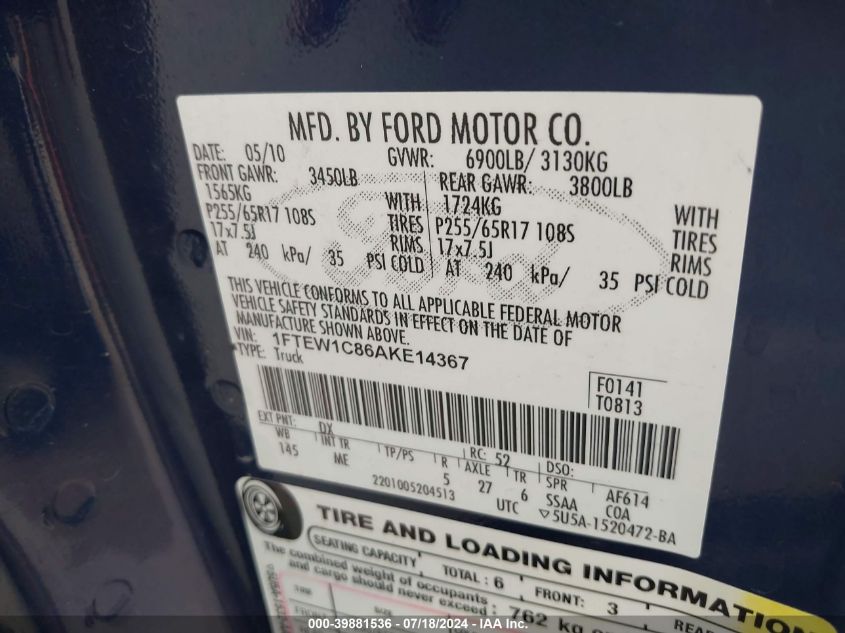 MFD. BY FORD MOTOR CO.
DATE: 05/10 GVWR: 6900LB/ 3130KG
FRONT GAWR: 3450LB REAR GAWR: 3800LB
1565KG WITH 1724KG WITH
P255/65R17 108S TIRES P255/65R17 108S TIRES
17x7.5J RIMS 17x7.5J RIMS
AT 240 kPa/ 35 PSI COLD AT 240 kPa/ 35 PSI COLD
THIS VEHICLE CONFORMS TO ALL APPLICABLE FEDERAL MOTOR
VEHICLE SAFETY STANDARDS IN EFFECT ON THE DATE OF
MANUFACTURE SHOWN ABOVE.
VIN: 1FTEW1C86AKE14367
TYPE: Truck
F0141
T0813
EXT PNT: DX RC: 52 DSO:
WB INT TR TP/PS R AXLE TR SPR
145 ME 5 27 6 SSAA AF614
2201005204513 UTC COA
▽5U5A-1520472-BA
TIRE AND LOADING INFORMATION
SEATING CAPACITY TOTAL : 6 FRONT: 3 REAR
The combined weight of occupants
and cargo should never exceed : 762 kg
TIRE SIZE
000-39881536 07/18/2024 IAA Inc.